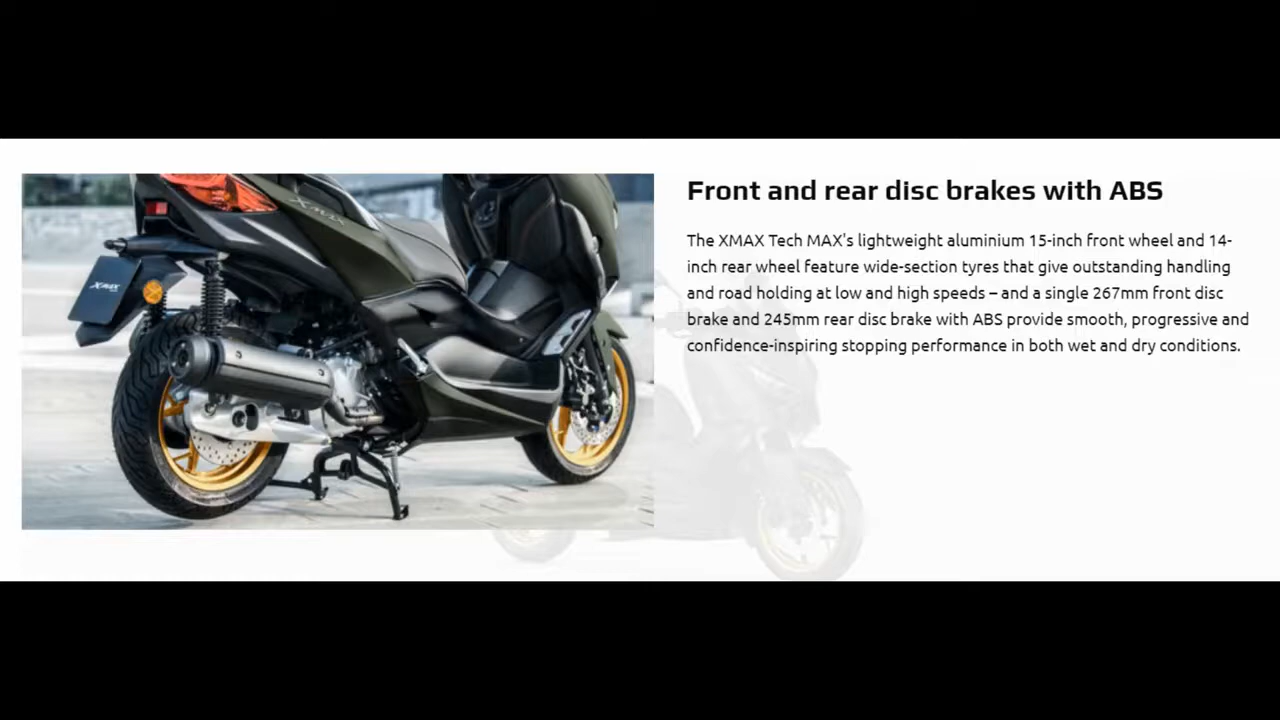 Front and rear disc brakes with ABS
The XMAX Tech MAX's lightweight aluminium 15-inch front wheel and 14-
inch rear wheel feature wide-section tyres that give outstanding handling
and road holding at low and high speeds – and a single 267mm front disc
brake and 245mm rear disc brake with ABS provide smooth, progressive and
confidence-inspiring stopping performance in both wet and dry conditions.
XMAX
XMAX